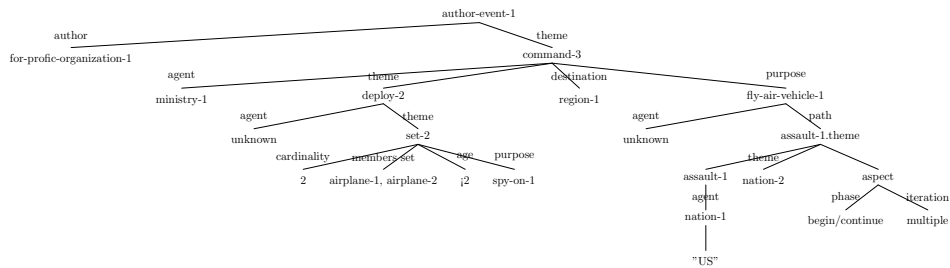 author-event-1
author theme
for-profic-organization-1 command-3
agent theme destination purpose
ministry-1 deploy-2 region-1 fly-air-vehicle-1
agent theme agent path
unknown set-2 unknown assault-1.theme
cardinality members-set age purpose theme
2 airplane-1, airplane-2 ¡2 spy-on-1 assault-1 nation-2 aspect
agent phase iteration
nation-1 begin/continue multiple
"US"